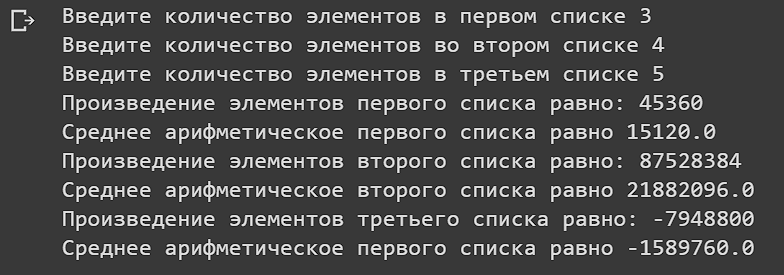 Введите количество элементов в первом списке 3
Введите количество элементов во втором списке 4
Введите количество элементов в третьем списке 5
Произведение элементов первого списка равно: 45360
Среднее арифметическое первого списка равно 15120.0
Произведение элементов второго списка равно: 87528384
Среднее арифметическое второго списка равно 21882096.0
Произведение элементов третьего списка равно: -7948800
Среднее арифметическое первого списка равно -1589760.0